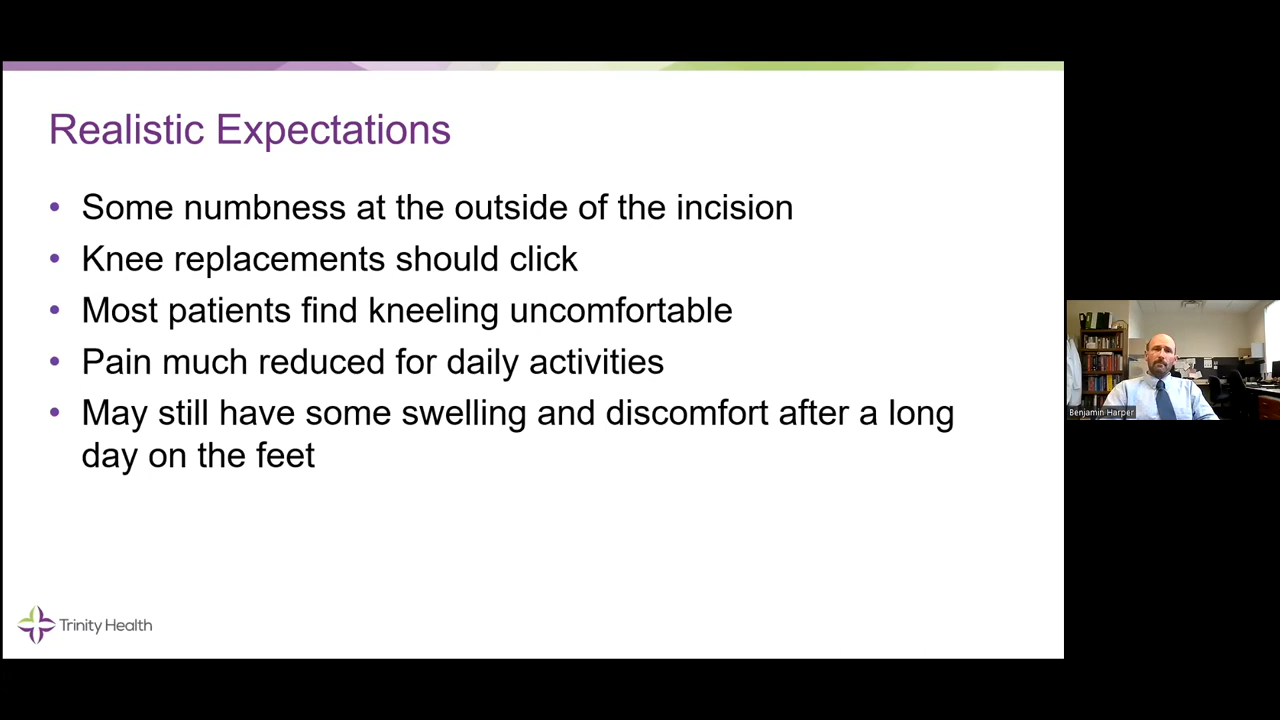 Realistic Expectations
• Some numbness at the outside of the incision
• Knee replacements should click
• Most patients find kneeling uncomfortable
• Pain much reduced for daily activities
• May still have some swelling and discomfort after a long
day on the feet
Trinity Health
Benjamin Harper